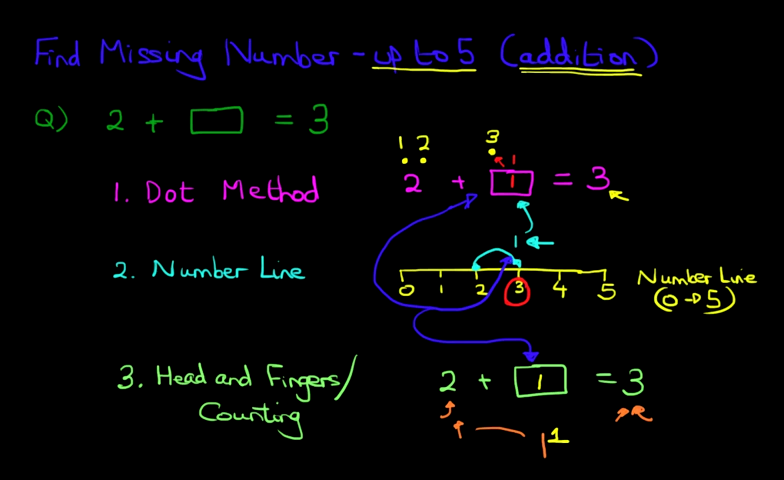 Find Missing Number - up to 5 (addition)
Q) 2 + = 3
1 2 3
1
1. Dot Method 2 + 1 = 3
1
2. Number Line
0 1 2 3 4 5
Number Line
(0 → 5)
3. Head and Fingers/
Counting
2 + 1 = 3
1